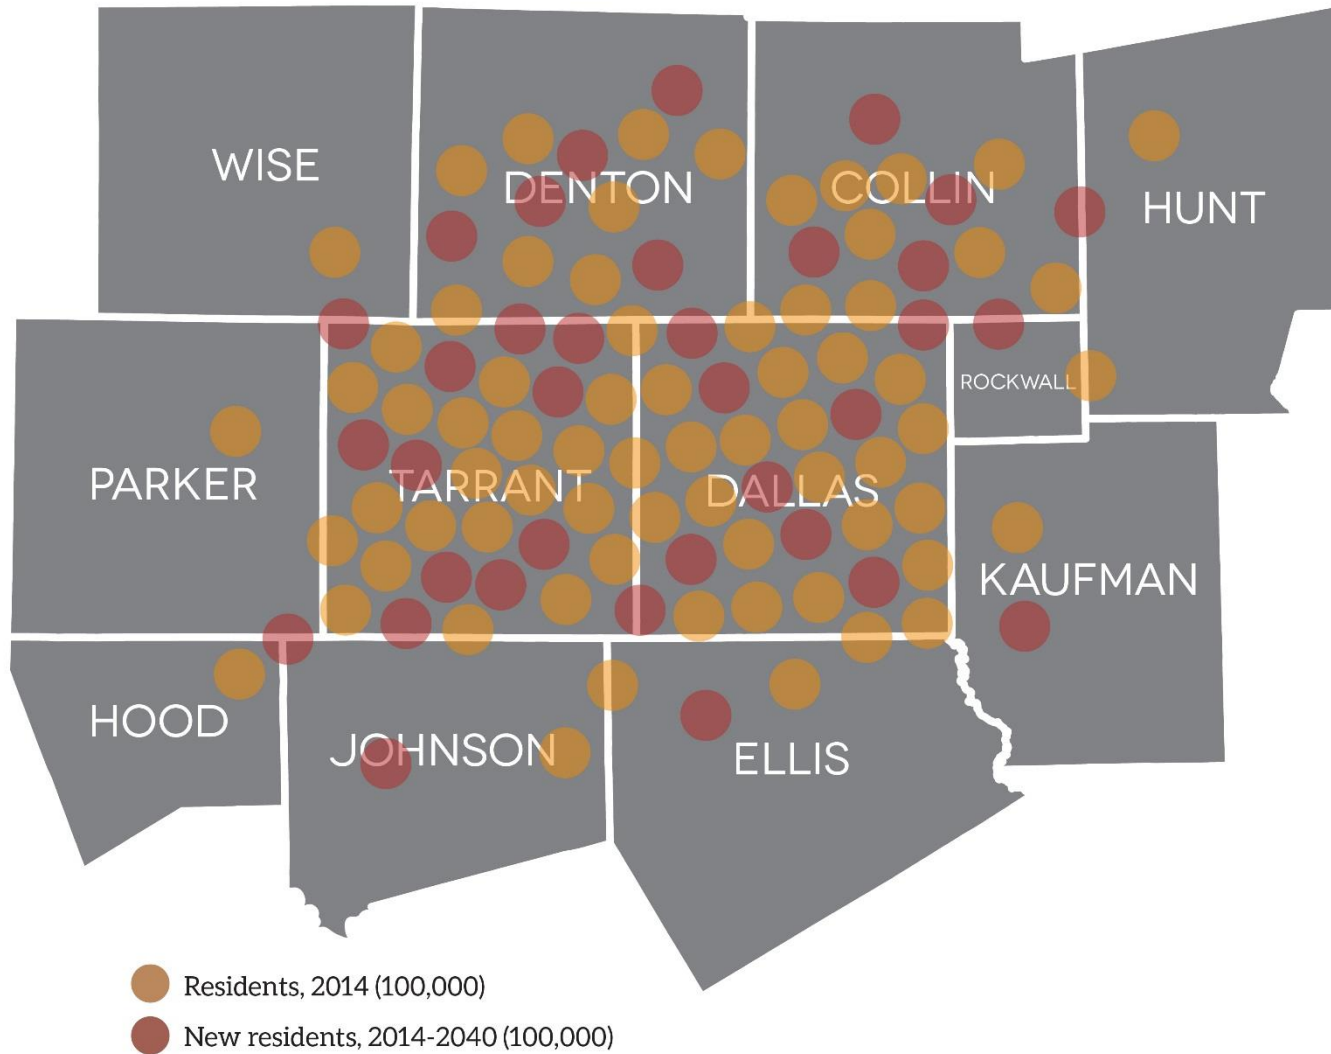 WISE
DENTON
COLLIN
HUNT
ROCKWALL
PARKER
TARRANT
DALLAS
KAUFMAN
HOOD
JOHNSON
ELLIS
Residents, 2014 (100,000)
New residents, 2014-2040 (100,000)